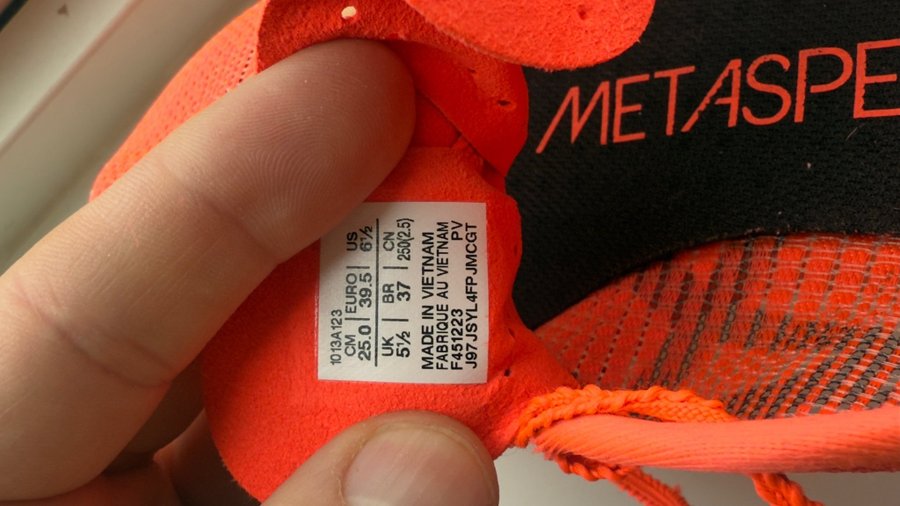 METASPE
1013A123
CM EURO US
25.0 39.5 6½
UK BR CN
5½ 37 250(2.5)
MADE IN VIETNAM
FABRIQUE AU VIETNAM
F451223 PV
J97JSYL4FPJMCGT